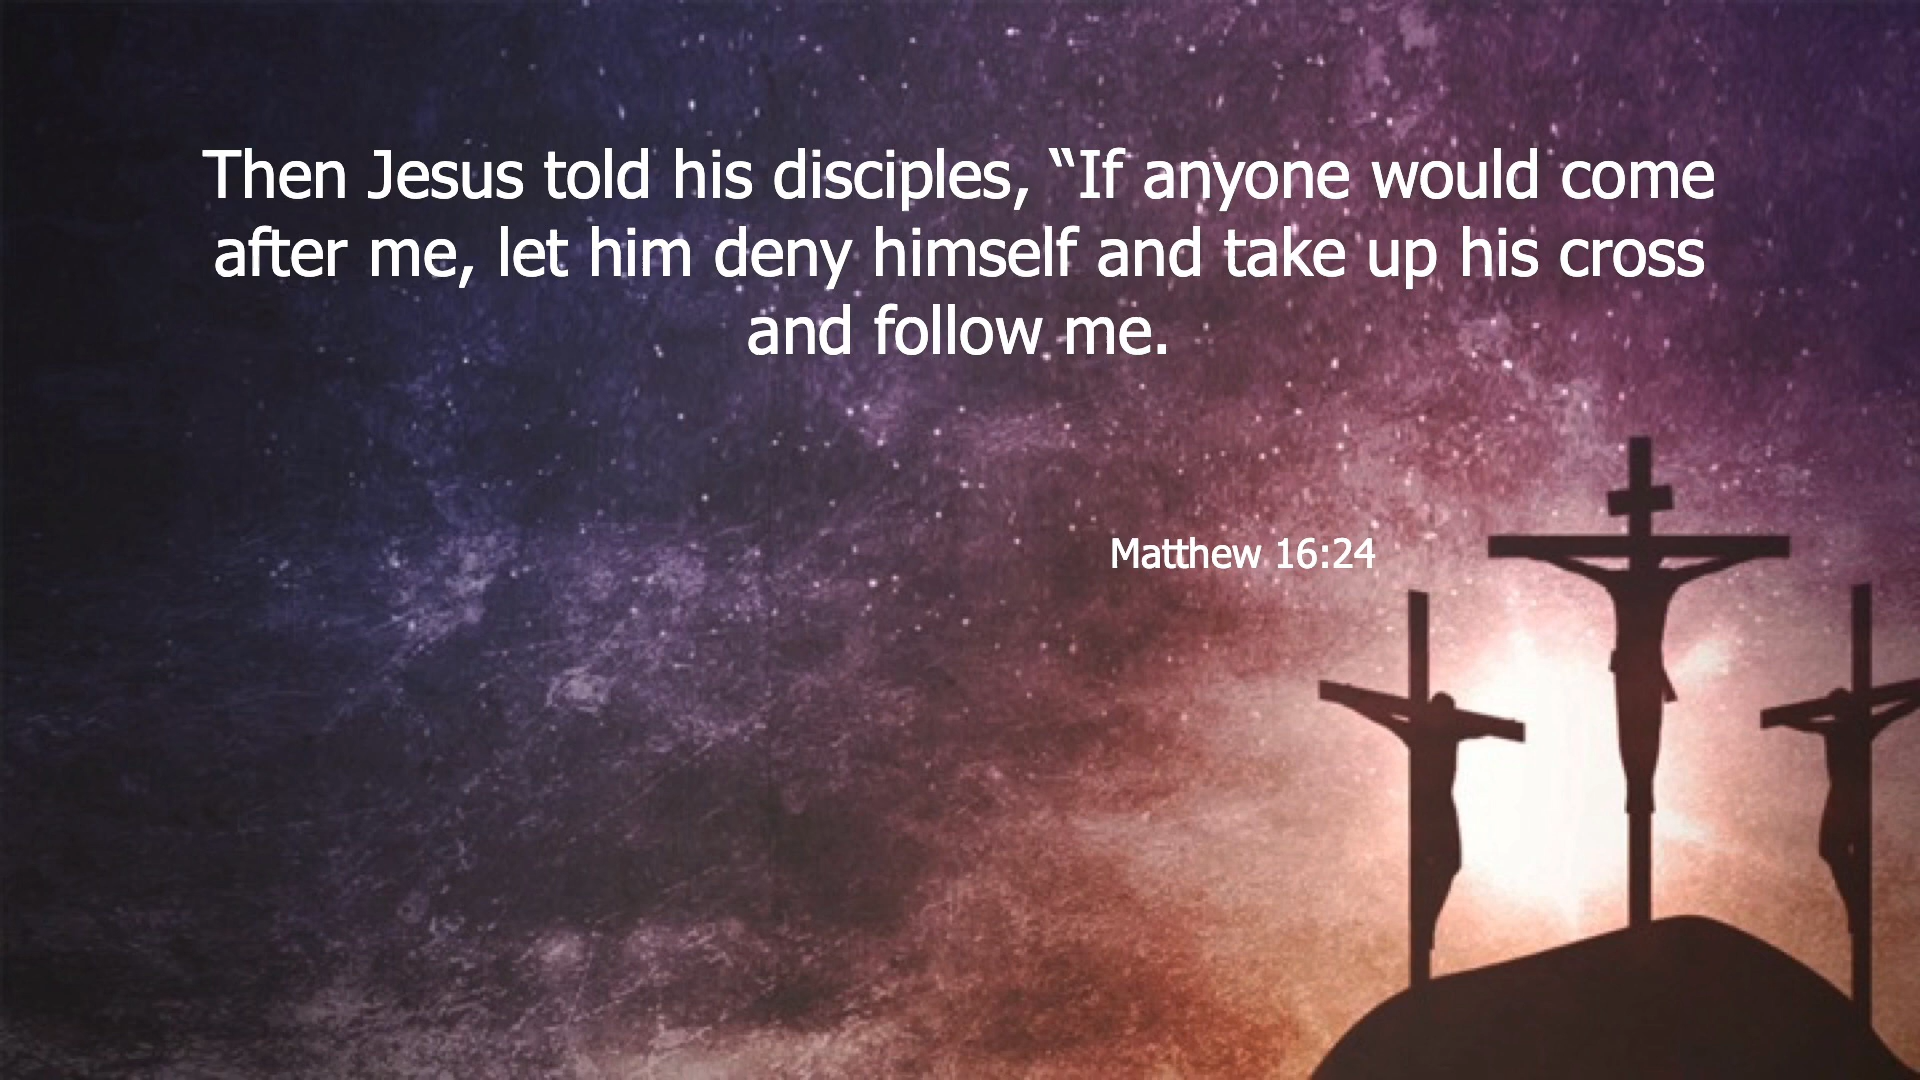 Then Jesus told his disciples, “If anyone would come
after me, let him deny himself and take up his cross
and follow me.
Matthew 16:24